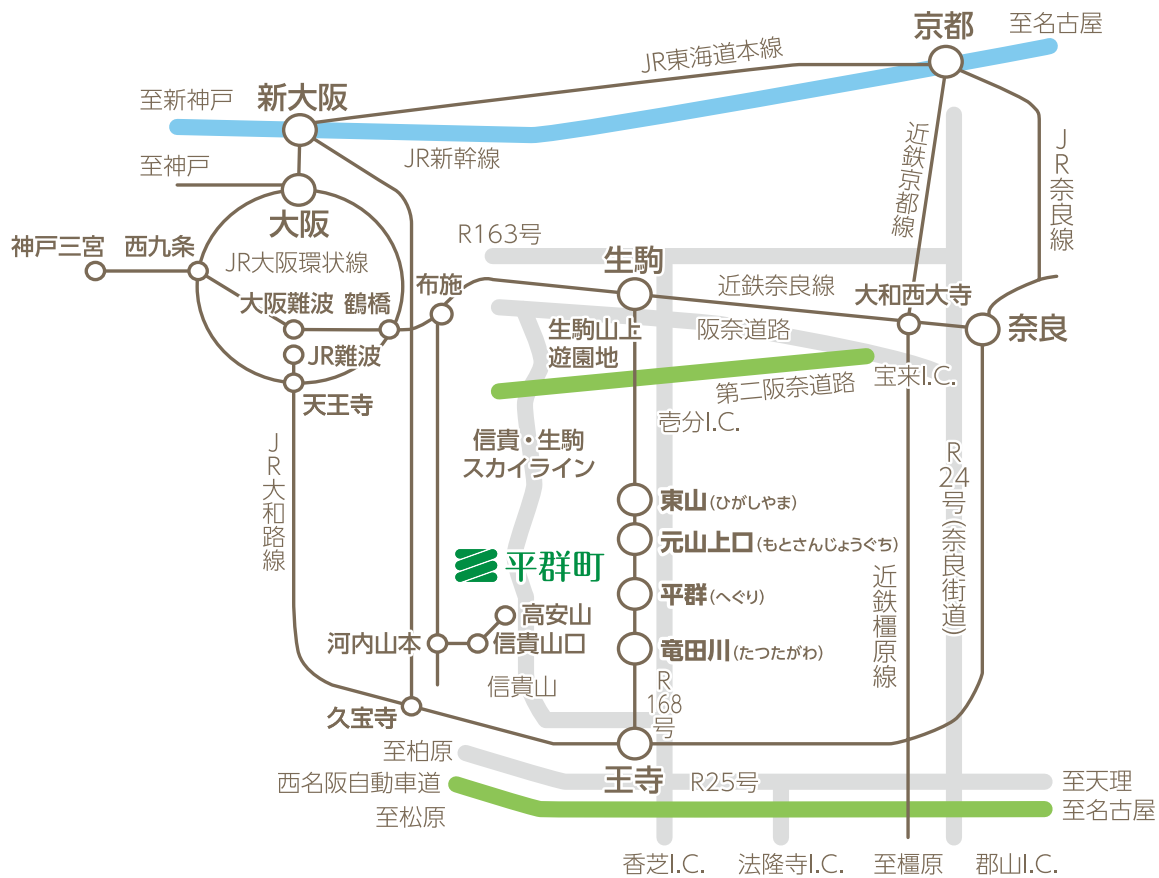 京都
至名古屋
JR東海道本線
新大阪
至新神戸
JR新幹線
至神戸
大阪
近鉄京都線
JR奈良線
R163号
神戸三宮
西九条
JR大阪環状線
生駒
布施
近鉄奈良線
大和西大寺
大阪難波
鶴橋
生駒山上
遊園地
阪奈道路
奈良
JR難波
宝来I.C.
第二阪奈道路
天王寺
壱分I.C.
信貴・生駒
スカイライン
JR大和路線
R24号(奈良街道)
東山(ひがしやま)
元山上口(もとさんじょうぐち)
平群町
平群(へぐり)
近鉄橿原線
高安山
河内山本
信貴山口
竜田川(たつたがわ)
信貴山
R168号
久宝寺
至柏原
王寺
西名阪自動車道
R25号
至天理
至松原
至名古屋
香芝I.C.
法隆寺I.C.
至橿原
郡山I.C.